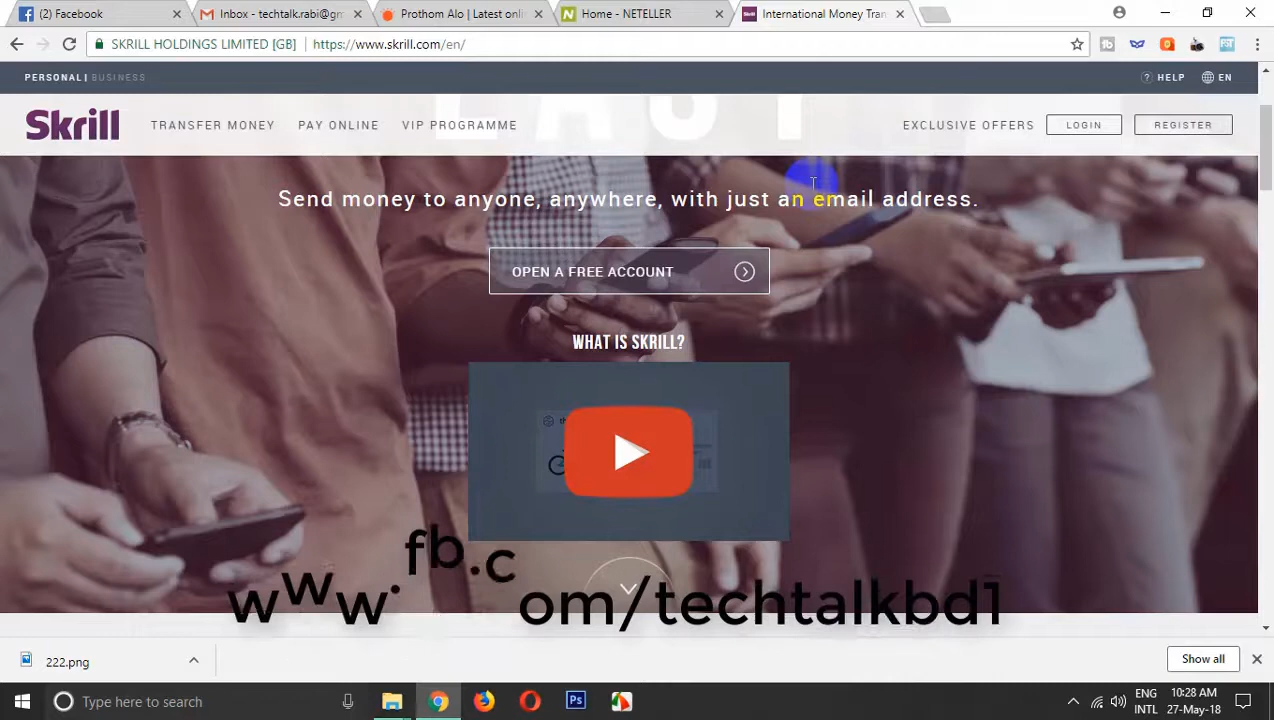 (2) Facebook
Inbox - techtalk.rabi@gm
Prothom Alo | Latest onli
Home - NETELLER
International Money Tran
SKRILL HOLDINGS LIMITED [GB]
https://www.skrill.com/en/
PERSONAL | BUSINESS
? HELP
EN
Skrill
TRANSFER MONEY
PAY ONLINE
VIP PROGRAMME
EXCLUSIVE OFFERS
LOGIN
REGISTER
EASY
Send money to anyone, anywhere, with just an email address.
OPEN A FREE ACCOUNT
WHAT IS SKRILL?
www.fb.com/techtalkbd1
222.png
Show all
Type here to search
Ps
ENG
INTL
10:28 AM
27-May-18